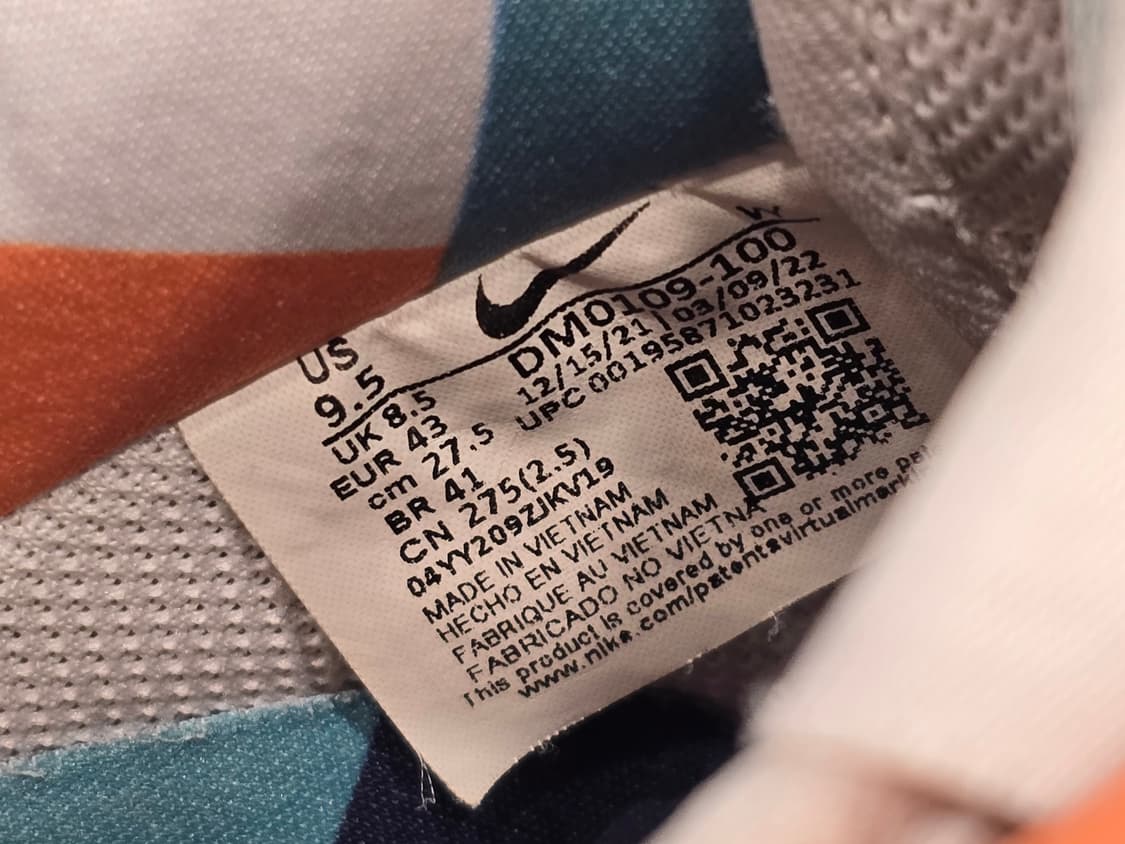 US
9.5
UK 8.5
EUR 43
cm 27.5
BR 41
CN 275(2.5)
W
DM0109-100
12/15/21 03/09/22
UPC 00195871023231
04YY209ZJKV19
MADE IN VIETNAM
HECHO EN VIETNAM
FABRIQUE AU VIETNAM
FABRICADO NO VIETNA
This product is covered by one or more
www.nike.com/patentsvirtualmarki